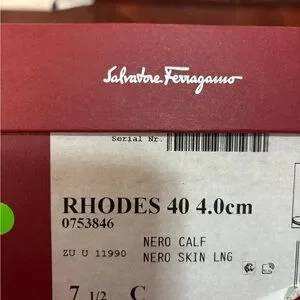 Salvatore Ferragamo
Serial Nr.
RHODES 40 4.0cm
0753846
ZU U 11990 NERO CALF
NERO SKIN LNG
7 1/2 C